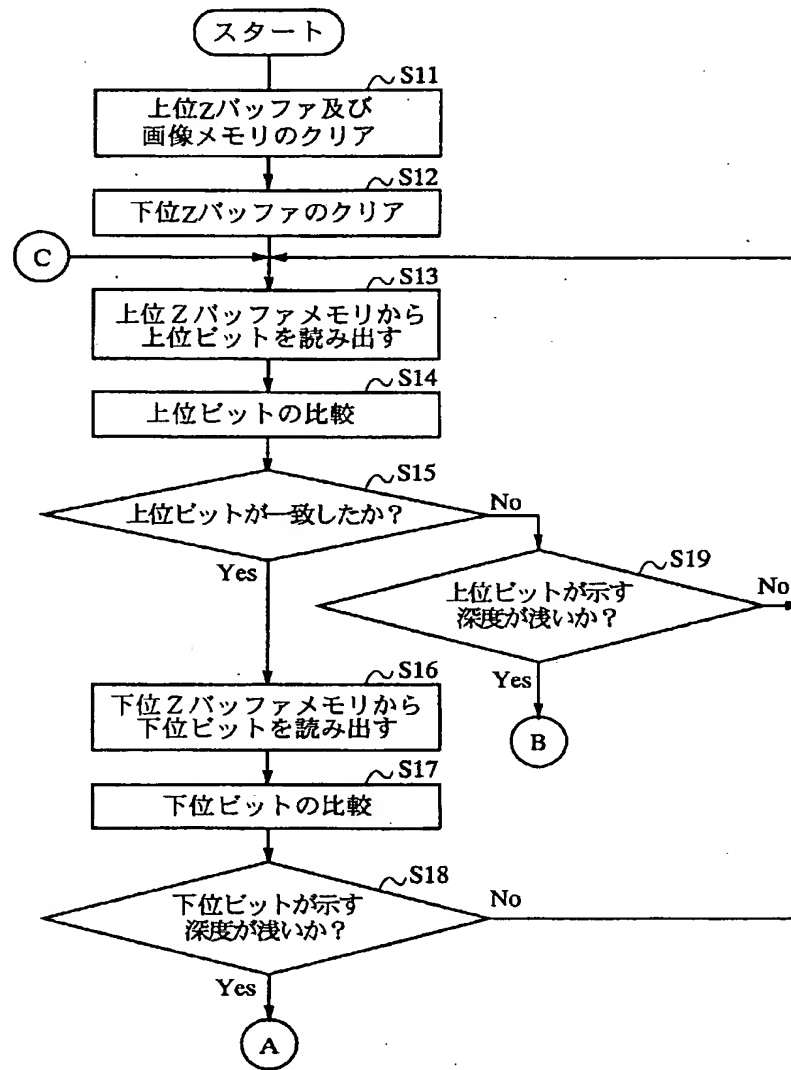 スタート
S11
上位Zバッファ及び
画像メモリのクリア
S12
下位Zバッファのクリア
C
S13
上位Zバッファメモリから
上位ビットを読み出す
S14
上位ビットの比較
S15
上位ビットが一致したか？
No
Yes
S19
上位ビットが示す
深度が浅いか？
No
Yes
B
S16
下位Zバッファメモリから
下位ビットを読み出す
S17
下位ビットの比較
S18
下位ビットが示す
深度が浅いか？
No
Yes
A